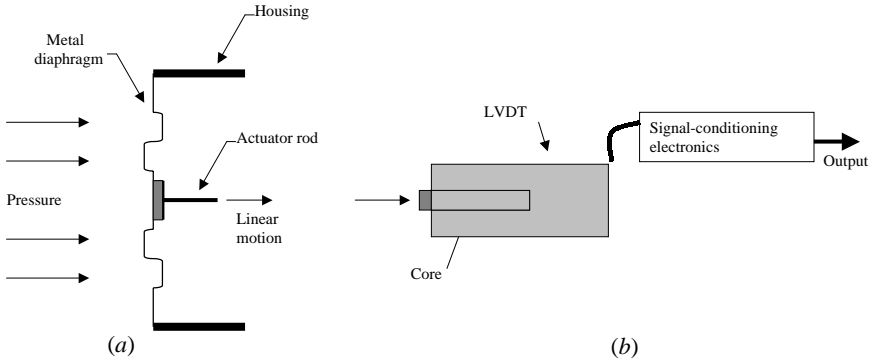 Housing
Metal
diaphragm
Actuator rod
Pressure
Linear
motion
(a)
LVDT
Signal-conditioning
electronics
Output
Core
(b)